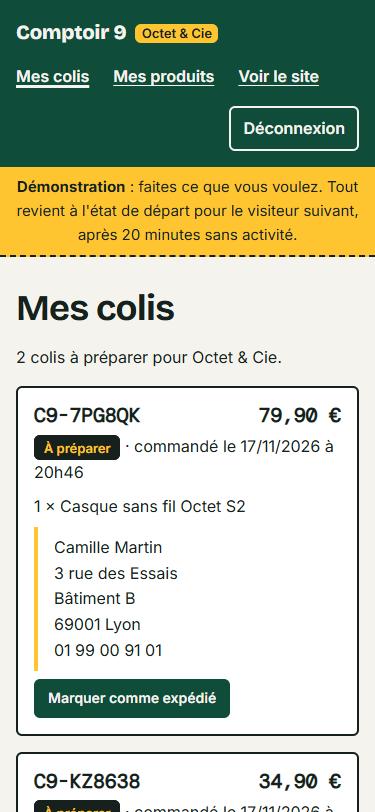 Comptoir 9 Octet & Cie
Mes colis Mes produits Voir le site
Déconnexion
Démonstration : faites ce que vous voulez. Tout
revient à l'état de départ pour le visiteur suivant,
après 20 minutes sans activité.
Mes colis
2 colis à préparer pour Octet & Cie.
C9-7PG8QK 79,90 €
À préparer · commandé le 17/11/2026 à
20h46
1 × Casque sans fil Octet S2
Camille Martin
3 rue des Essais
Bâtiment B
69001 Lyon
01 99 00 91 01
Marquer comme expédié
C9-KZ8638 34,90 €
À préparer · commandé le 17/11/2026 à